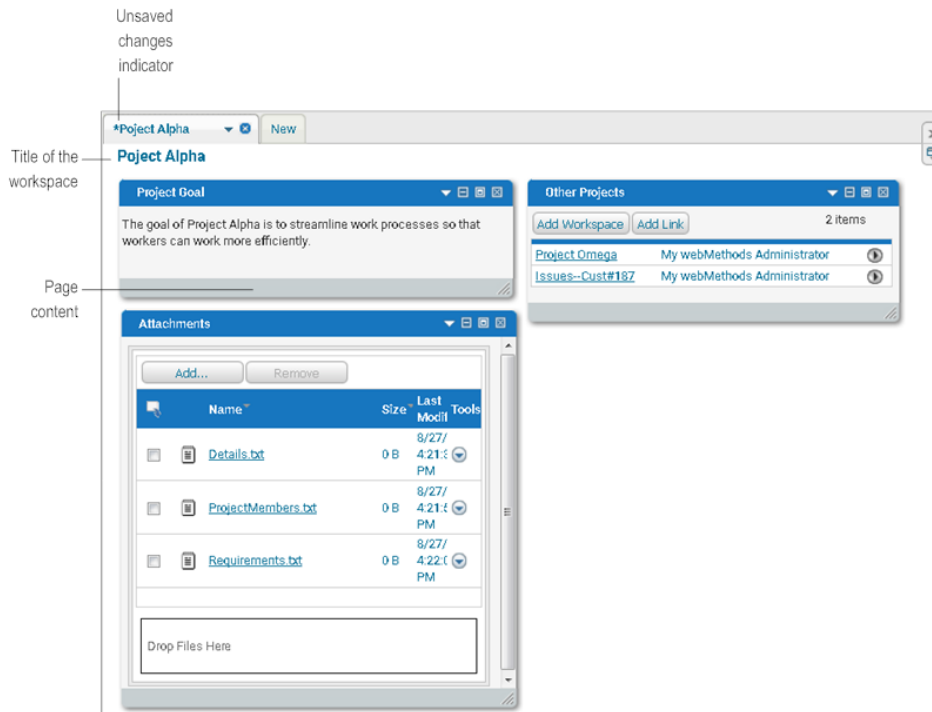 Unsaved
changes
indicator
*Poject Alpha
New
Title of the
workspace
Poject Alpha
Project Goal
The goal of Project Alpha is to streamline work processes so that
workers can work more efficiently.
Page
content
Other Projects
Add Workspace Add Link 2 items
Project Omega My webMethods Administrator
Issues--Cust#187 My webMethods Administrator
Attachments
Add... Remove
Name Size Last Tools
Modif
8/27/
Details.txt 0 B 4:21:
PM
8/27/
ProjectMembers.txt 0 B 4:21:
PM
8/27/
Requirements.txt 0 B 4:22:
PM
Drop Files Here